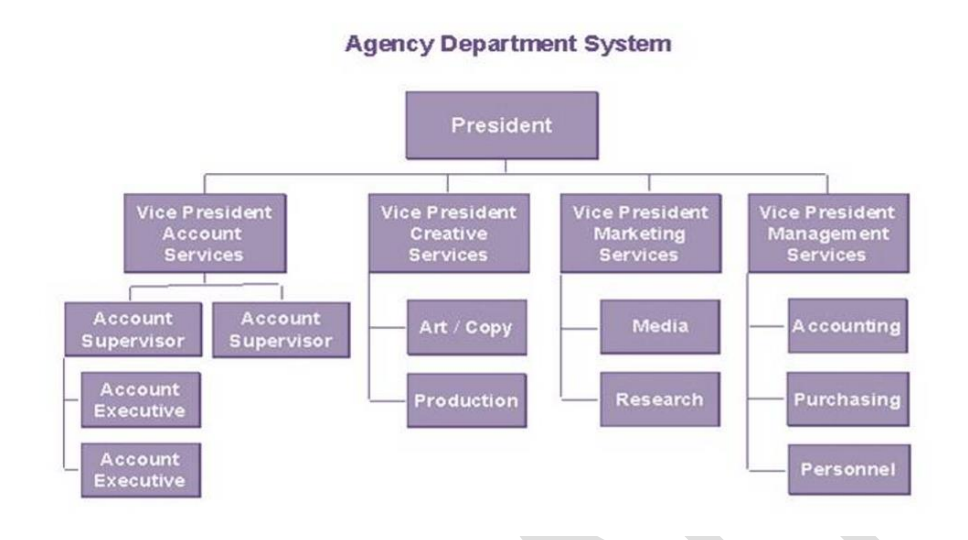 Agency Department System
President
Vice President
Account
Services
Vice President
Creative
Services
Vice President
Marketing
Services
Vice President
Management
Services
Account
Supervisor
Account
Supervisor
Account
Executive
Account
Executive
Art / Copy
Production
Media
Research
Accounting
Purchasing
Personnel